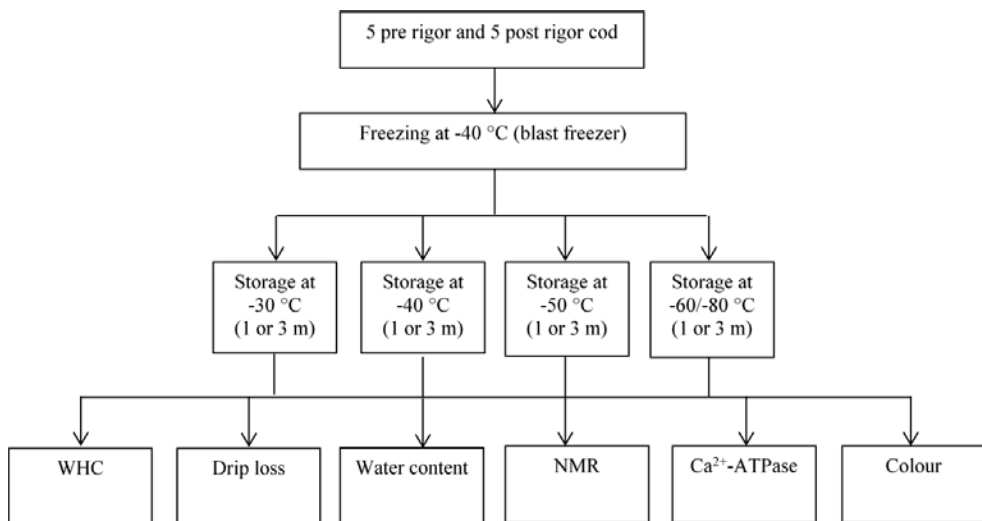 5 pre rigor and 5 post rigor cod
Freezing at -40 °C (blast freezer)
Storage at
-30 °C
(1 or 3 m)
Storage at
-40 °C
(1 or 3 m)
Storage at
-50 °C
(1 or 3 m)
Storage at
-60/-80 °C
(1 or 3 m)
WHC
Drip loss
Water content
NMR
Ca²⁺-ATPase
Colour